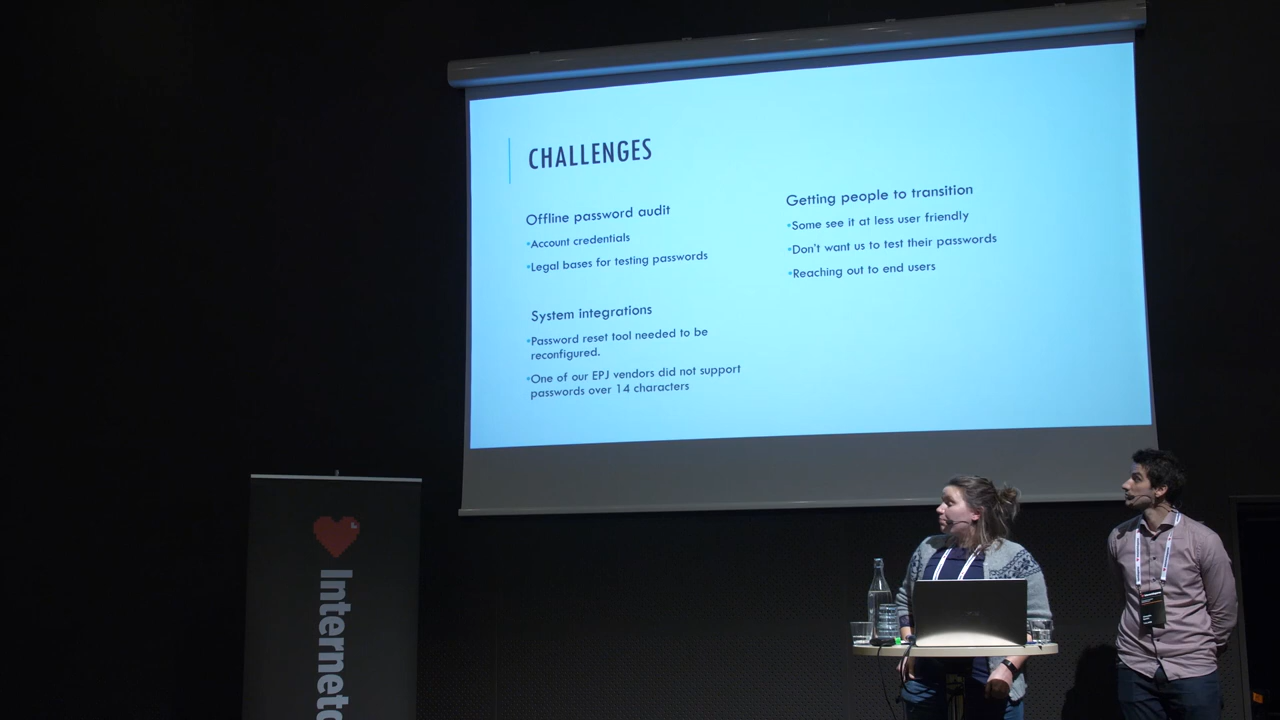 CHALLENGES
Offline password audit
•Account credentials
•Legal bases for testing passwords
System integrations
•Password reset tool needed to be
reconfigured.
•One of our EPJ vendors did not support
passwords over 14 characters
Getting people to transition
•Some see it at less user friendly
•Don't want us to test their passwords
•Reaching out to end users